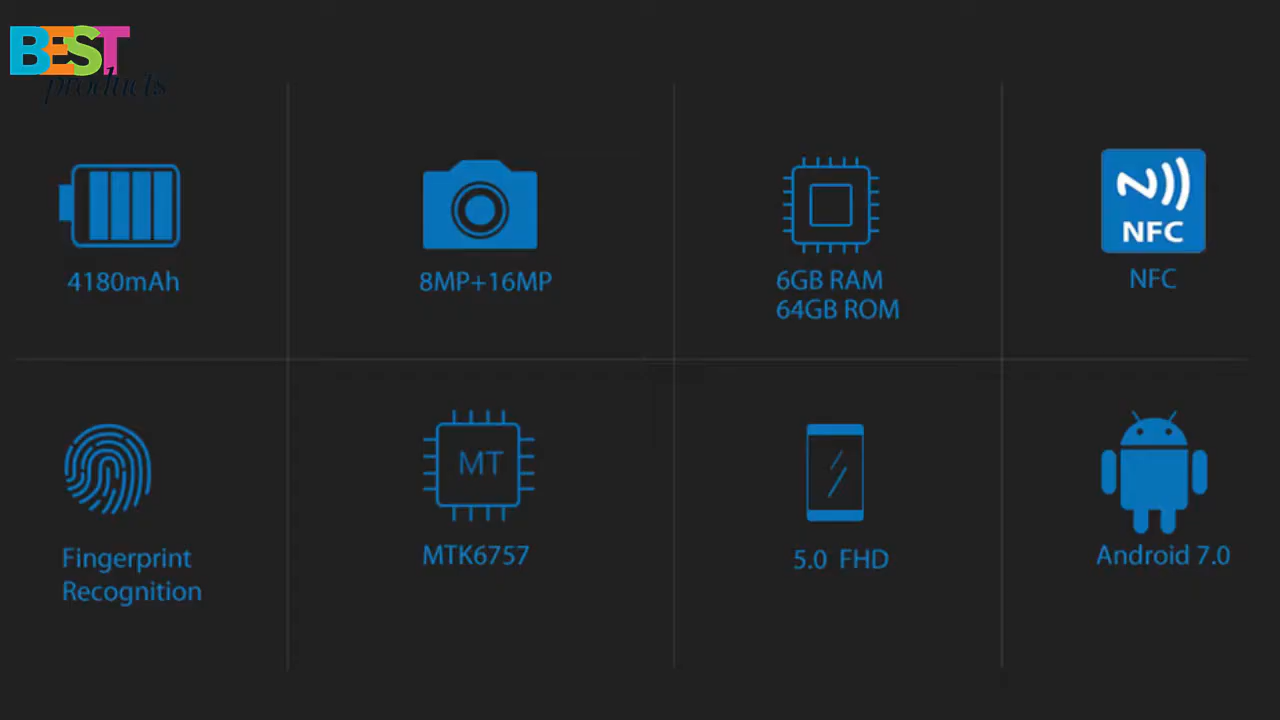 BEST
products
4180mAh
8MP+16MP
6GB RAM
64GB ROM
NFC
NFC
Fingerprint
Recognition
MT
MTK6757
5.0 FHD
Android 7.0